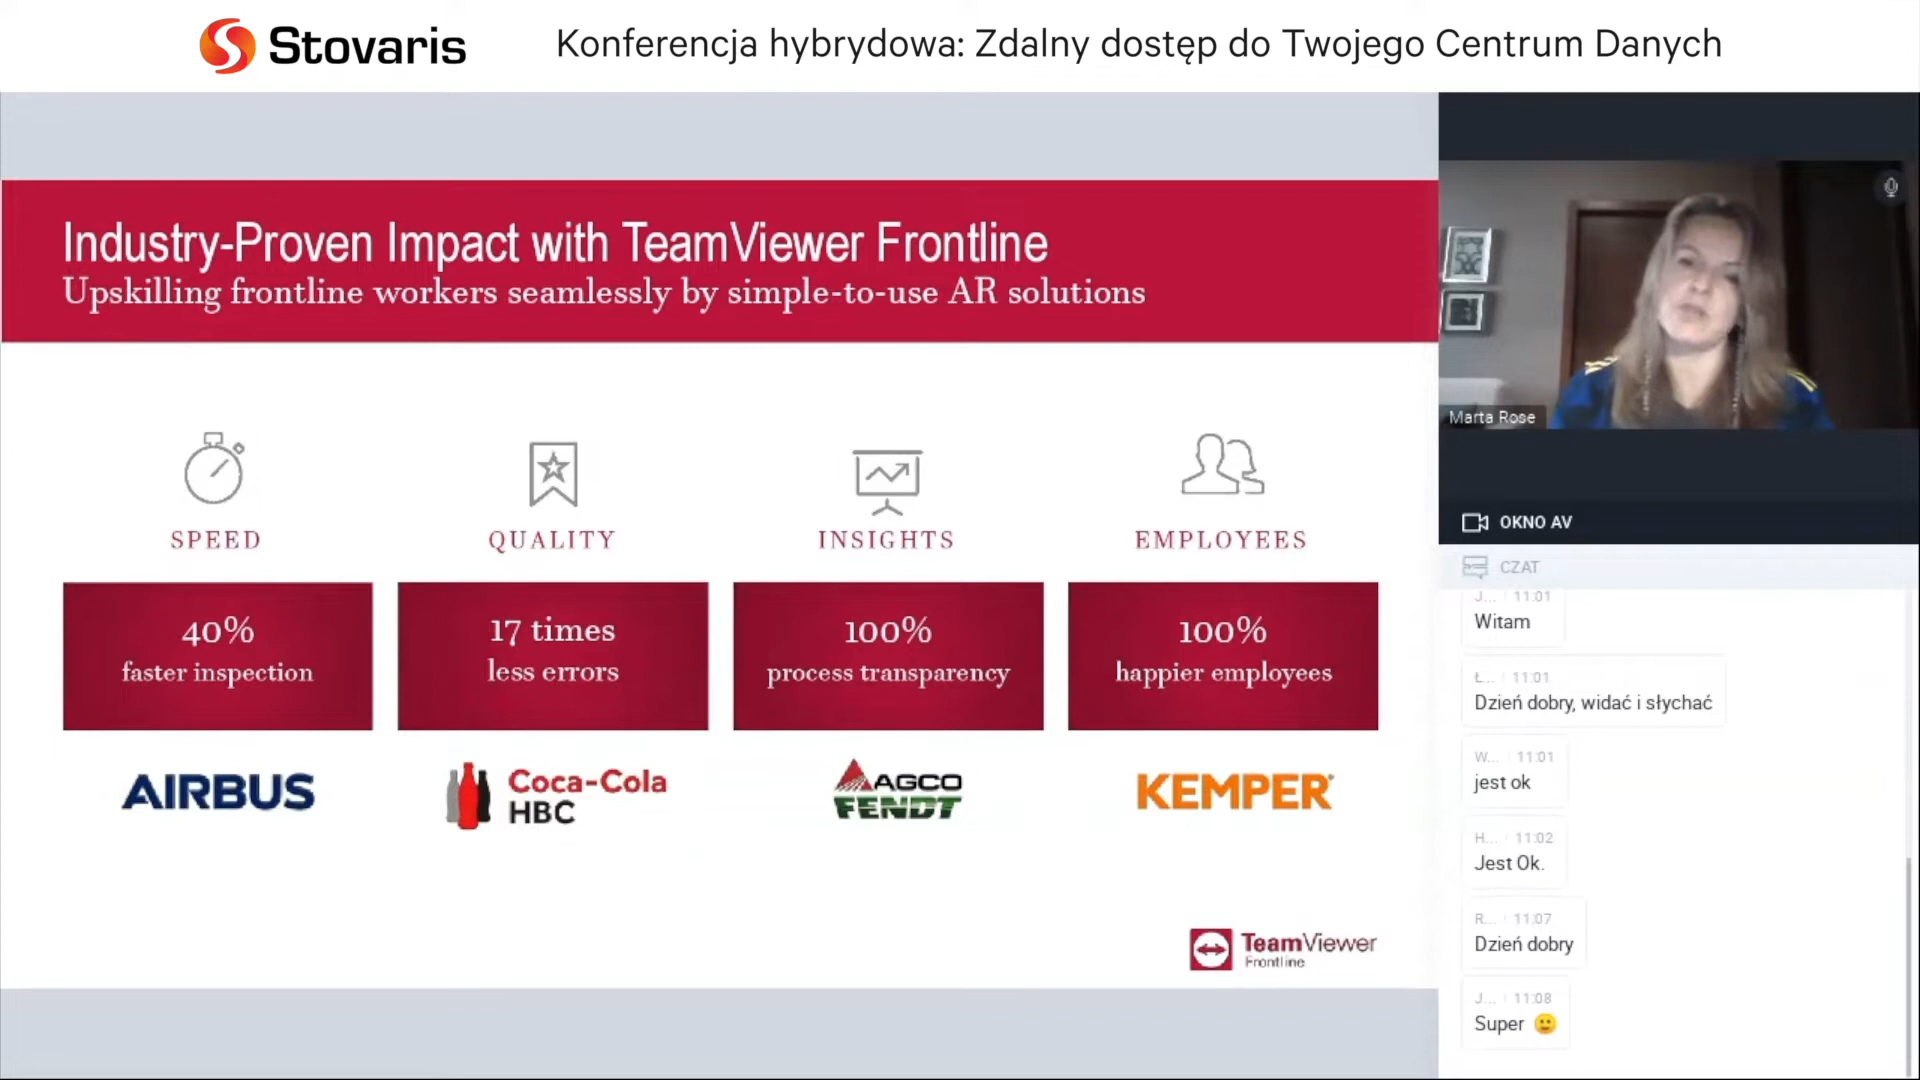 Stovaris
Konferencja hybrydowa: Zdalny dostęp do Twojego Centrum Danych
Industry-Proven Impact with TeamViewer Frontline
Upskilling frontline workers seamlessly by simple-to-use AR solutions
SPEED
QUALITY
INSIGHTS
EMPLOYEES
40%
faster inspection
17 times
less errors
100%
process transparency
100%
happier employees
AIRBUS
Coca-Cola
HBC
AGCO
FENDT
KEMPER
TeamViewer
Frontline
Marta Rose
OKNO AV
CZAT
J... 11:01
Witam
Ł... 11:01
Dzień dobry, widać i słychać
W... 11:01
jest ok
H... 11:02
Jest Ok.
R... 11:07
Dzień dobry
J... 11:08
Super 🙂